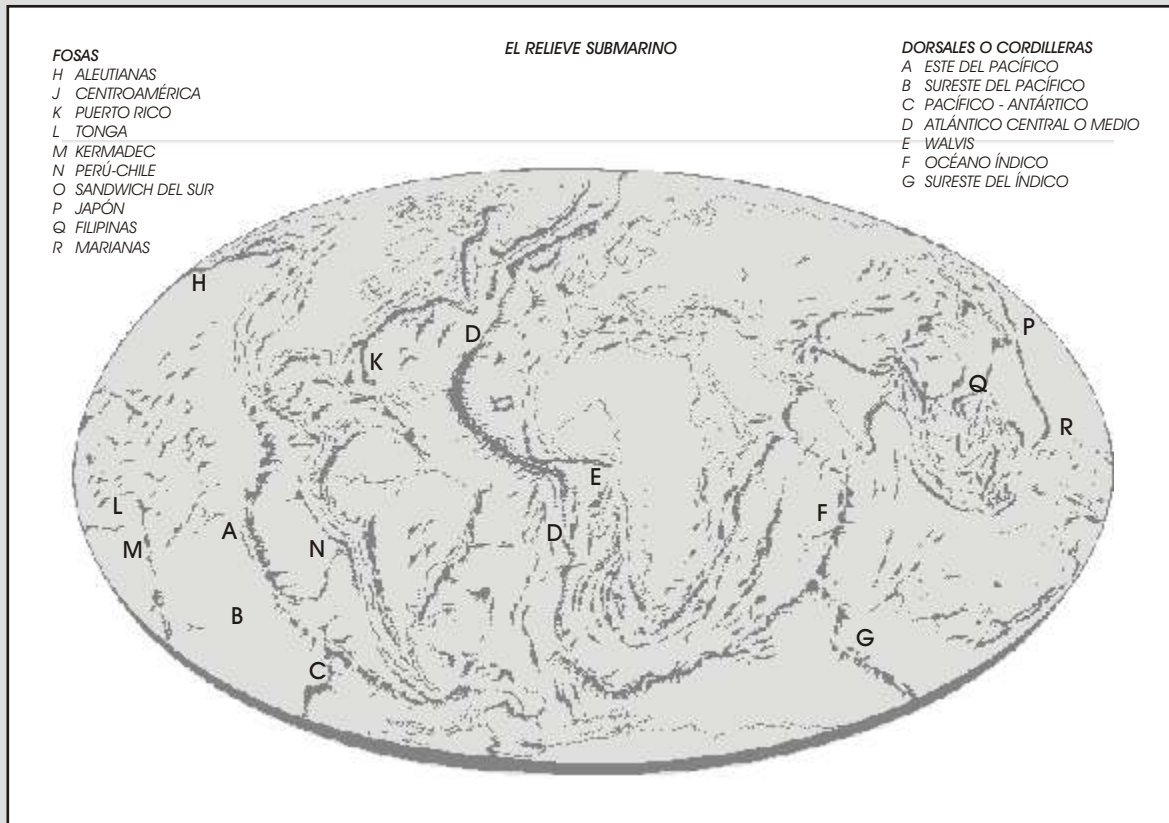 EL RELIEVE SUBMARINO
FOSAS
H ALEUTIANAS
J CENTROAMÉRICA
K PUERTO RICO
L TONGA
M KERMADEC
N PERÚ-CHILE
O SANDWICH DEL SUR
P JAPÓN
Q FILIPINAS
R MARIANAS
DORSALES O CORDILLERAS
A ESTE DEL PACÍFICO
B SURESTE DEL PACÍFICO
C PACÍFICO - ANTÁRTICO
D ATLÁNTICO CENTRAL O MEDIO
E WALVIS
F OCÉANO ÍNDICO
G SURESTE DEL ÍNDICO
H
P
D
K
Q
R
E
L
F
A
D
M
N
B
G
C